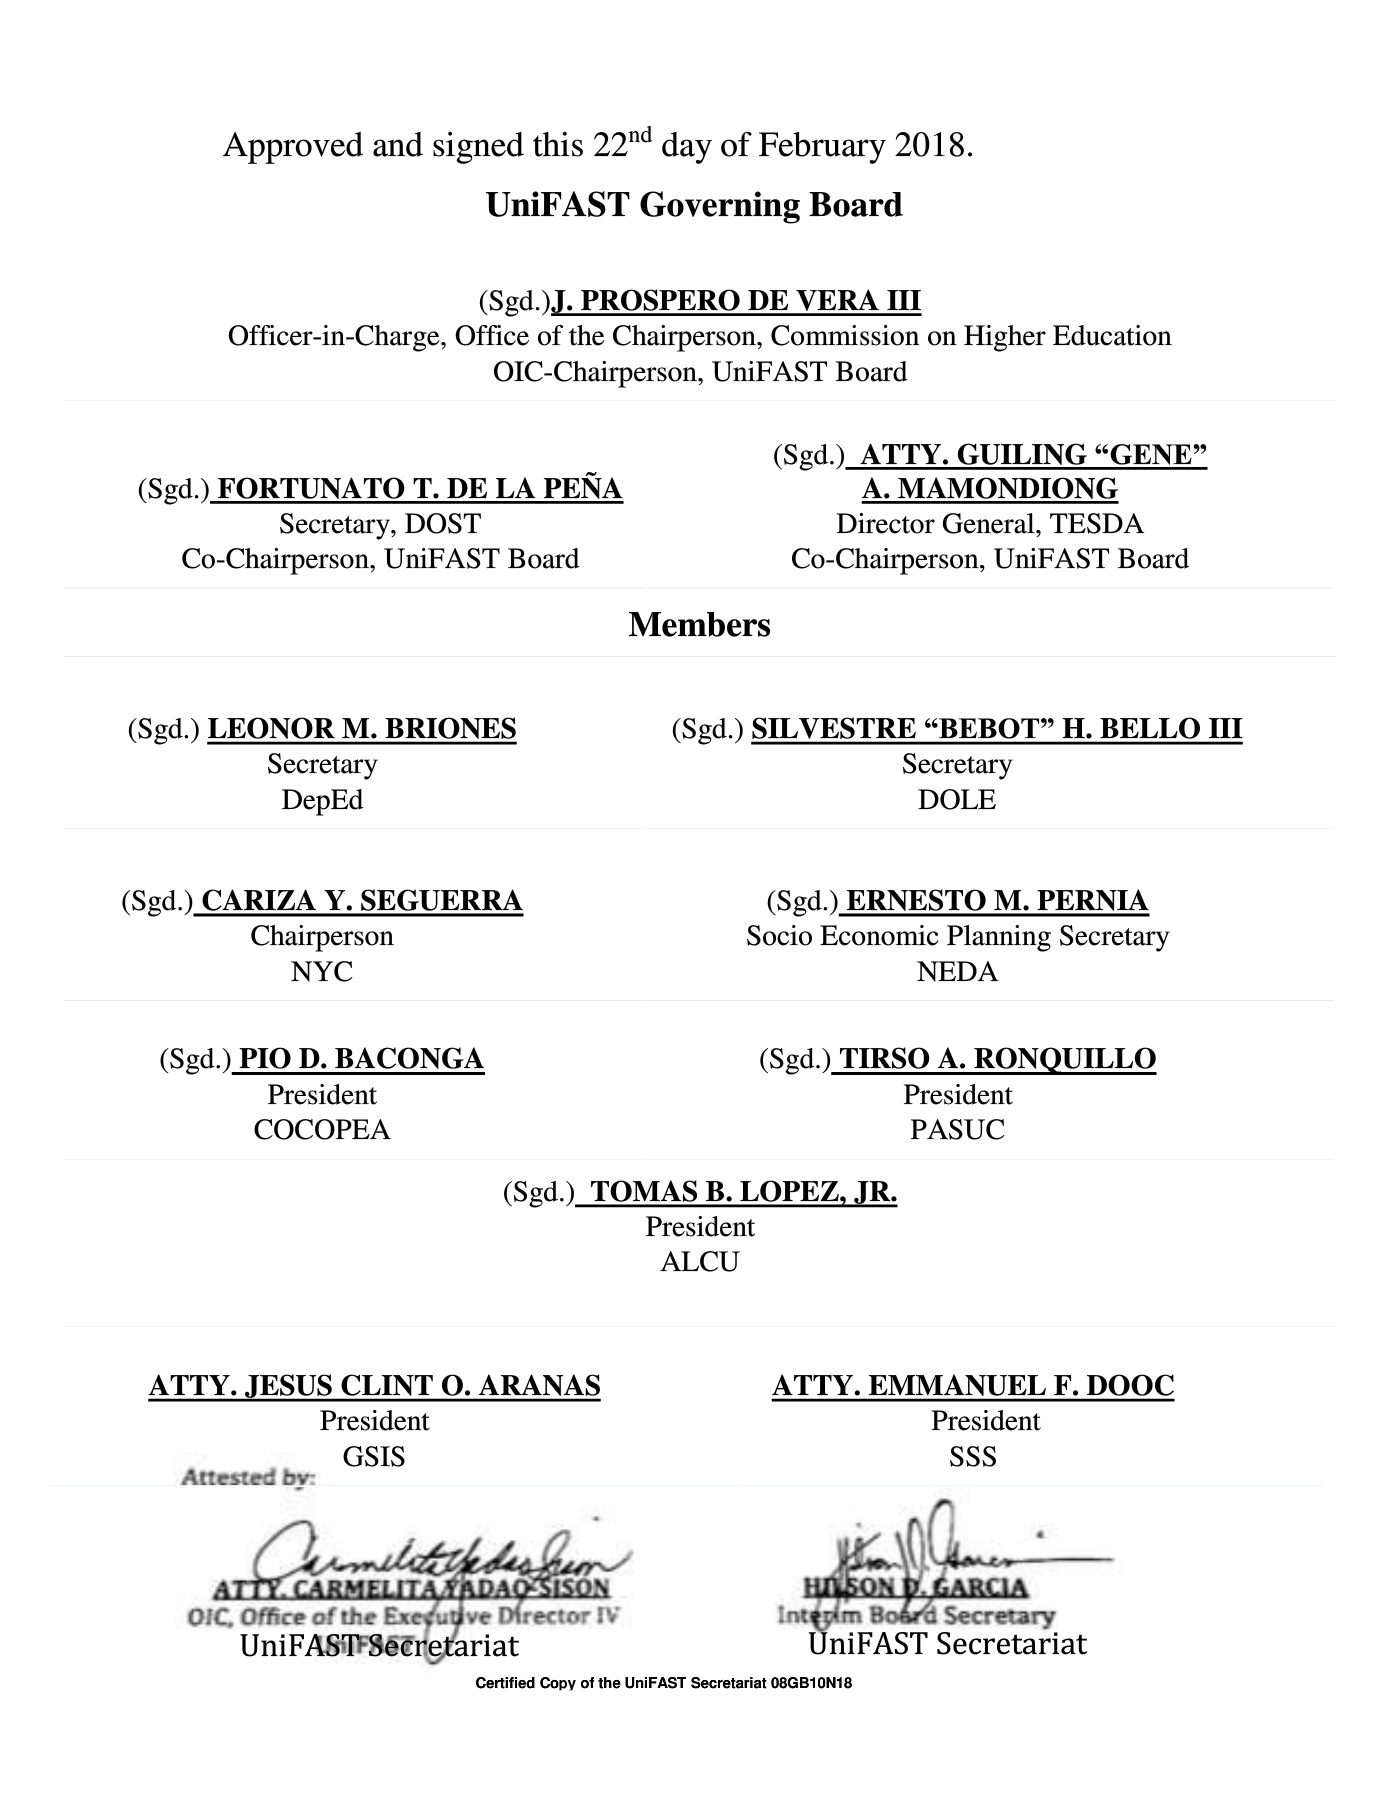 Approved and signed this 22nd day of February 2018.
UniFAST Governing Board
(Sgd.)J. PROSPERO DE VERA III
Officer-in-Charge, Office of the Chairperson, Commission on Higher Education
OIC-Chairperson, UniFAST Board
(Sgd.) FORTUNATO T. DE LA PEÑA
Secretary, DOST
Co-Chairperson, UniFAST Board
(Sgd.) ATTY. GUILING “GENE”
A. MAMONDIONG
Director General, TESDA
Co-Chairperson, UniFAST Board
Members
(Sgd.) LEONOR M. BRIONES
Secretary
DepEd
(Sgd.) SILVESTRE “BEBOT” H. BELLO III
Secretary
DOLE
(Sgd.) CARIZA Y. SEGUERRA
Chairperson
NYC
(Sgd.) ERNESTO M. PERNIA
Socio Economic Planning Secretary
NEDA
(Sgd.) PIO D. BACONGA
President
COCOPEA
(Sgd.) TIRSO A. RONQUILLO
President
PASUC
(Sgd.) TOMAS B. LOPEZ, JR.
President
ALCU
ATTY. JESUS CLINT O. ARANAS
President
GSIS
ATTY. EMMANUEL F. DOOC
President
SSS
Attested by:
ATTY. CARMELITA YADAO-SISON
OIC, Office of the Executive Director IV
UniFAST Secretariat
HILSON D. GARCIA
Interim Board Secretary
UniFAST Secretariat
Certified Copy of the UniFAST Secretariat 08GB10N18